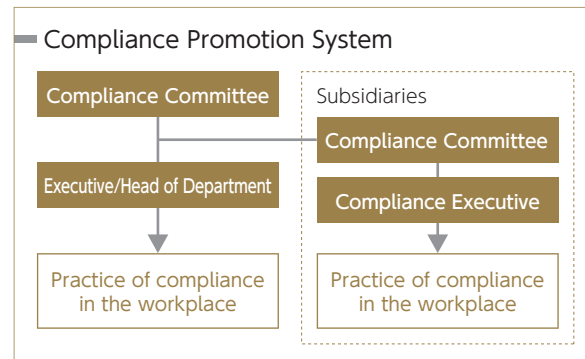 Compliance Promotion System
Compliance Committee
Executive/Head of Department
Practice of compliance
in the workplace
Subsidiaries
Compliance Committee
Compliance Executive
Practice of compliance
in the workplace